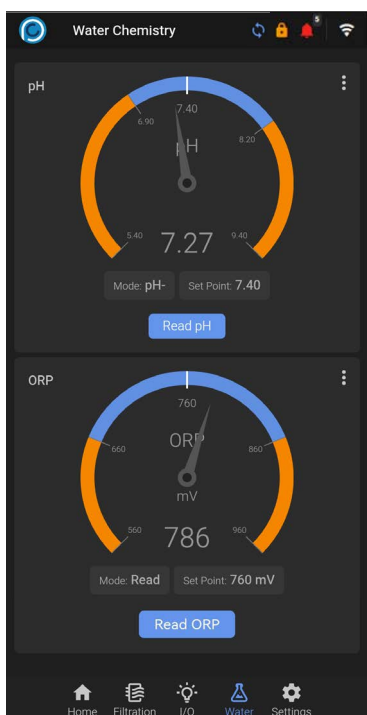 Water Chemistry
5
pH
7.40
6.90
8.20
pH
5.40
7.27
9.40
Mode: pH-
Set Point: 7.40
Read pH
ORP
760
660
ORP
860
mV
560
786
960
Mode: Read
Set Point: 760 mV
Read ORP
Home Filtration I/O Water Settings